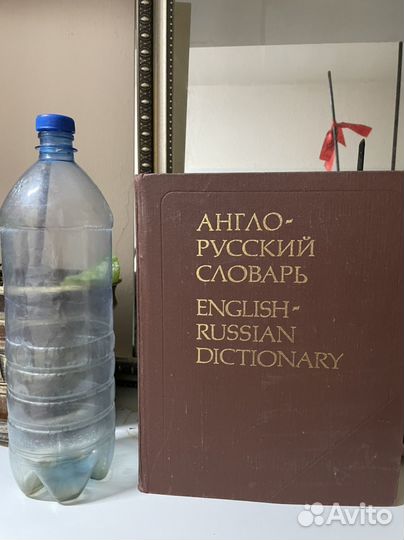 АНГЛО-
РУССКИЙ
СЛОВАРЬ
ENGLISH-
RUSSIAN
DICTIONARY
Avito